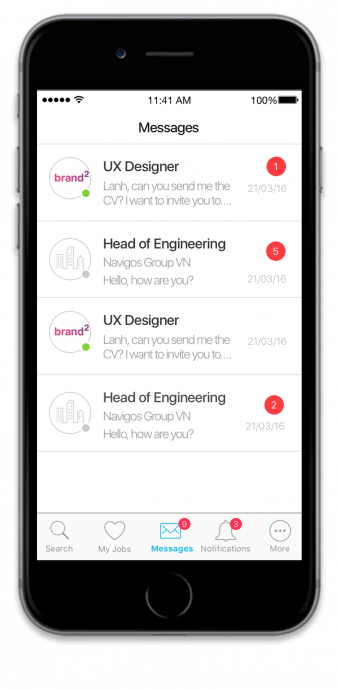 11:41 AM
100%
Messages
UX Designer
1
brand2
Lanh, can you send me the
CV? I want to invite you to....
21/03/16
Head of Engineering
5
Navigos Group VN
Hello, how are you?
21/03/16
UX Designer
brand2
Lanh, can you send me the
CV? I want to invite you to....
21/03/16
Head of Engineering
2
Navigos Group VN
Hello, how are you?
21/03/16
9
3
Search
My Jobs
Messages
Notifications
More